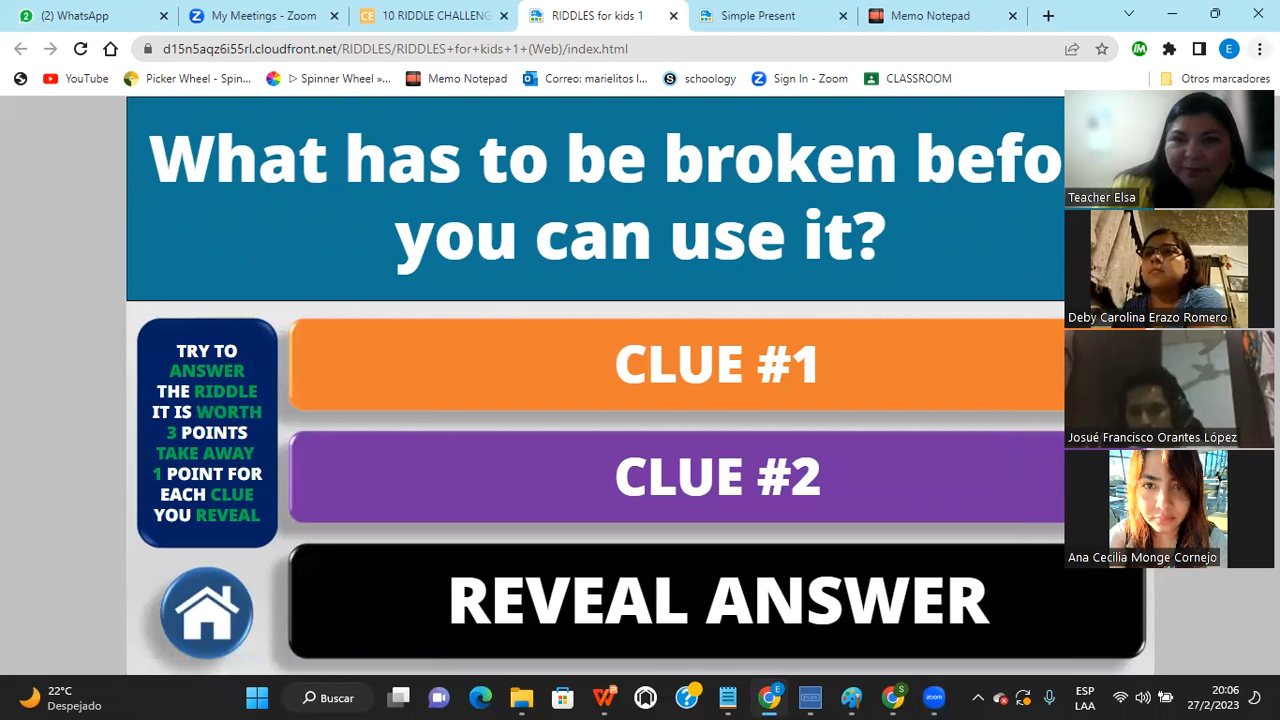 (2) WhatsApp
My Meetings - Zoom
10 RIDDLE CHALLENG
RIDDLES for kids 1
Simple Present
Memo Notepad
d15n5aqz6i55rl.cloudfront.net/RIDDLES/RIDDLES+for+kids+1+(Web)/index.html
E
YouTube
Picker Wheel - Spin...
▷ Spinner Wheel »...
Memo Notepad
Correo: marielitos l...
schoology
Sign In - Zoom
CLASSROOM
Otros marcadores
What has to be broken befo
you can use it?
TRY TO
ANSWER
THE RIDDLE
IT IS WORTH
3 POINTS
TAKE AWAY
1 POINT FOR
EACH CLUE
YOU REVEAL
CLUE #1
CLUE #2
REVEAL ANSWER
Teacher Elsa
Deby Carolina Erazo Romero
Josué Francisco Orantes López
Ana Cecilia Monge Cornejo
22°C
Despejado
Buscar
ESP
LAA
20:06
27/2/2023